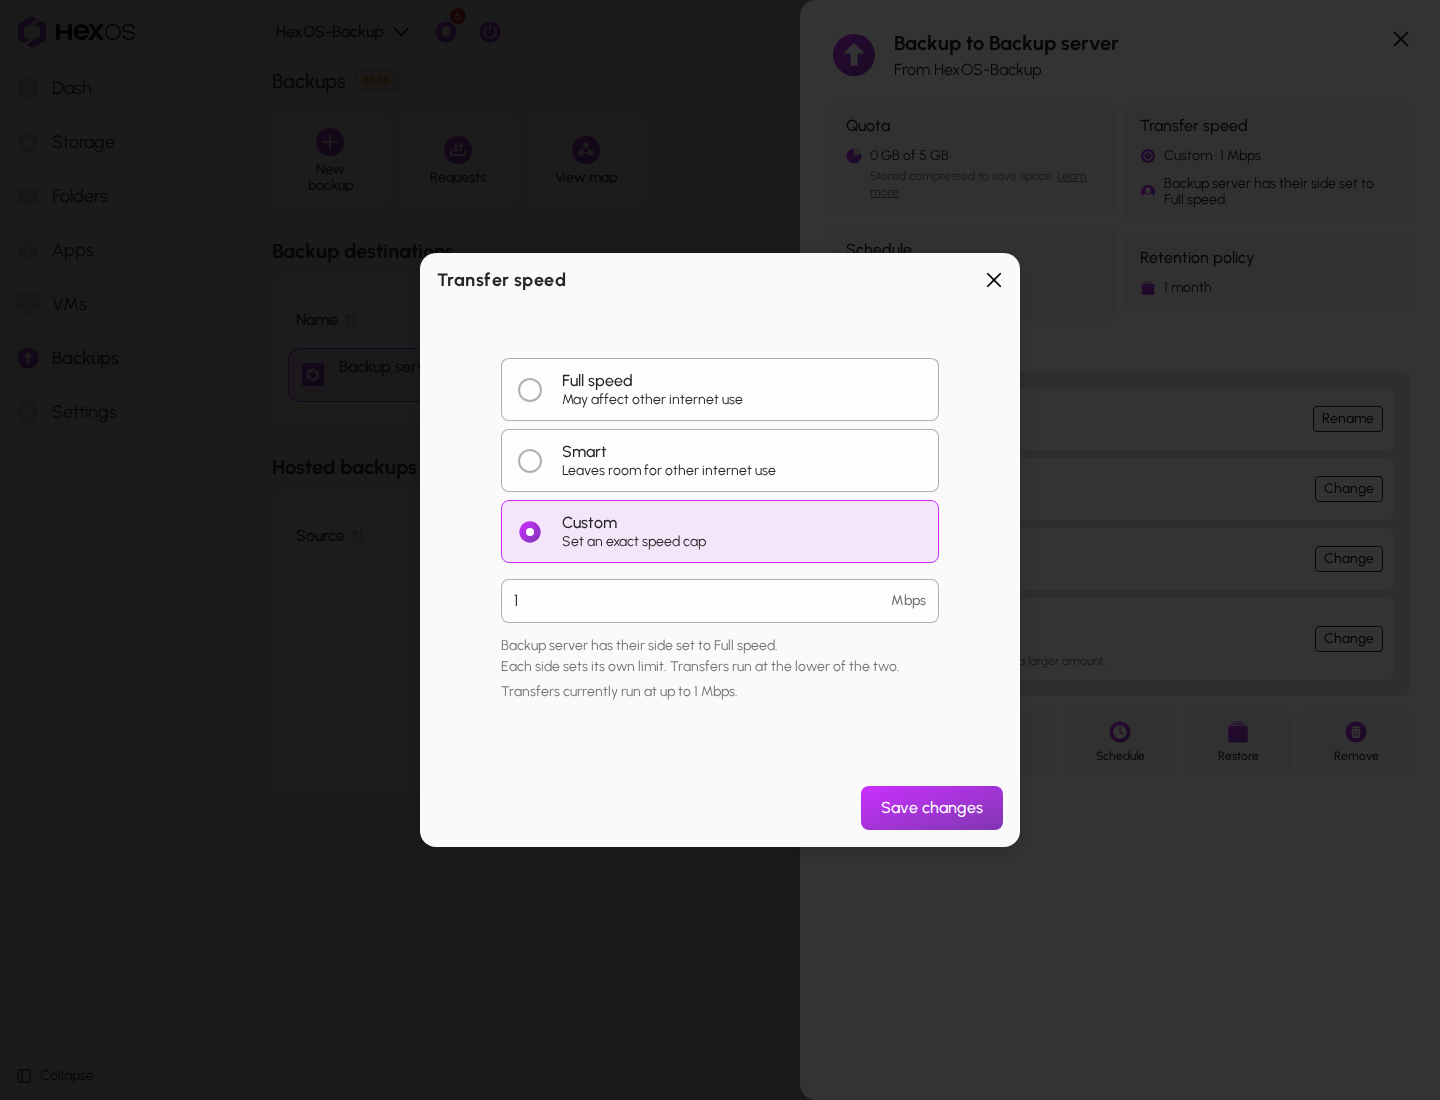 HexOS
HexOS-Backup
6
Dash
Storage
Folders
Apps
VMs
Backups
Settings
Collapse
Backups BETA
New
backup
Requests
View map
Backup destinations
Name
Backup serv
Hosted backups
Source
Backup to Backup server
From HexOS-Backup
Quota
0 GB of 5 GB
Stored compressed to save space. Learn
more
Transfer speed
Custom · 1 Mbps
Backup server has their side set to
Full speed.
Schedule
Retention policy
1 month
Rename
Change
Change
Change
a larger amount
Schedule
Restore
Remove
Transfer speed
Full speed
May affect other internet use
Smart
Leaves room for other internet use
Custom
Set an exact speed cap
1 Mbps
Backup server has their side set to Full speed.
Each side sets its own limit. Transfers run at the lower of the two.
Transfers currently run at up to 1 Mbps.
Save changes